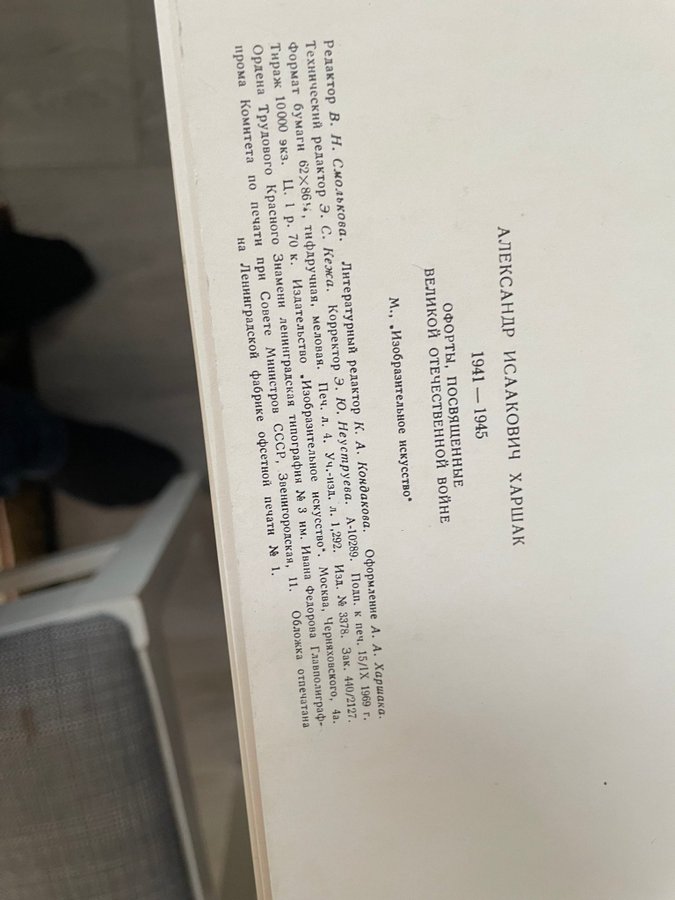 АЛЕКСАНДР ИСААКОВИЧ ХАРШАК
1941 — 1945
ОФОРТЫ, ПОСВЯЩЕННЫЕ
ВЕЛИКОЙ ОТЕЧЕСТВЕННОЙ ВОЙНЕ
М., „Изобразительное искусство“
Редактор В. Н. Смолькова. Литературный редактор К. А. Кондакова. Оформление А. А. Харшака.
Технический редактор Э. С. Кежа. Корректор Э. Ю. Неуструева. А-10289. Подп. к печ. 15/IX 1969 г.
Формат бумаги 62×86¼, тифдручная, меловая. Печ. л. 4. Уч.-изд. л. 1,292. Изд. № 3378. Зак. 440/2127.
Тираж 10000 экз. Ц. 1 р. 70 к. Издательство „Изобразительное искусство“. Москва, Черняховского, 4а.
Ордена Трудового Красного Знамени ленинградская типография № 3 им. Ивана Федорова Главполиграф-
прома Комитета по печати при Совете Министров СССР, Звенигородская, 11. Обложка отпечатана
на Ленинградской фабрике офсетной печати № 1.